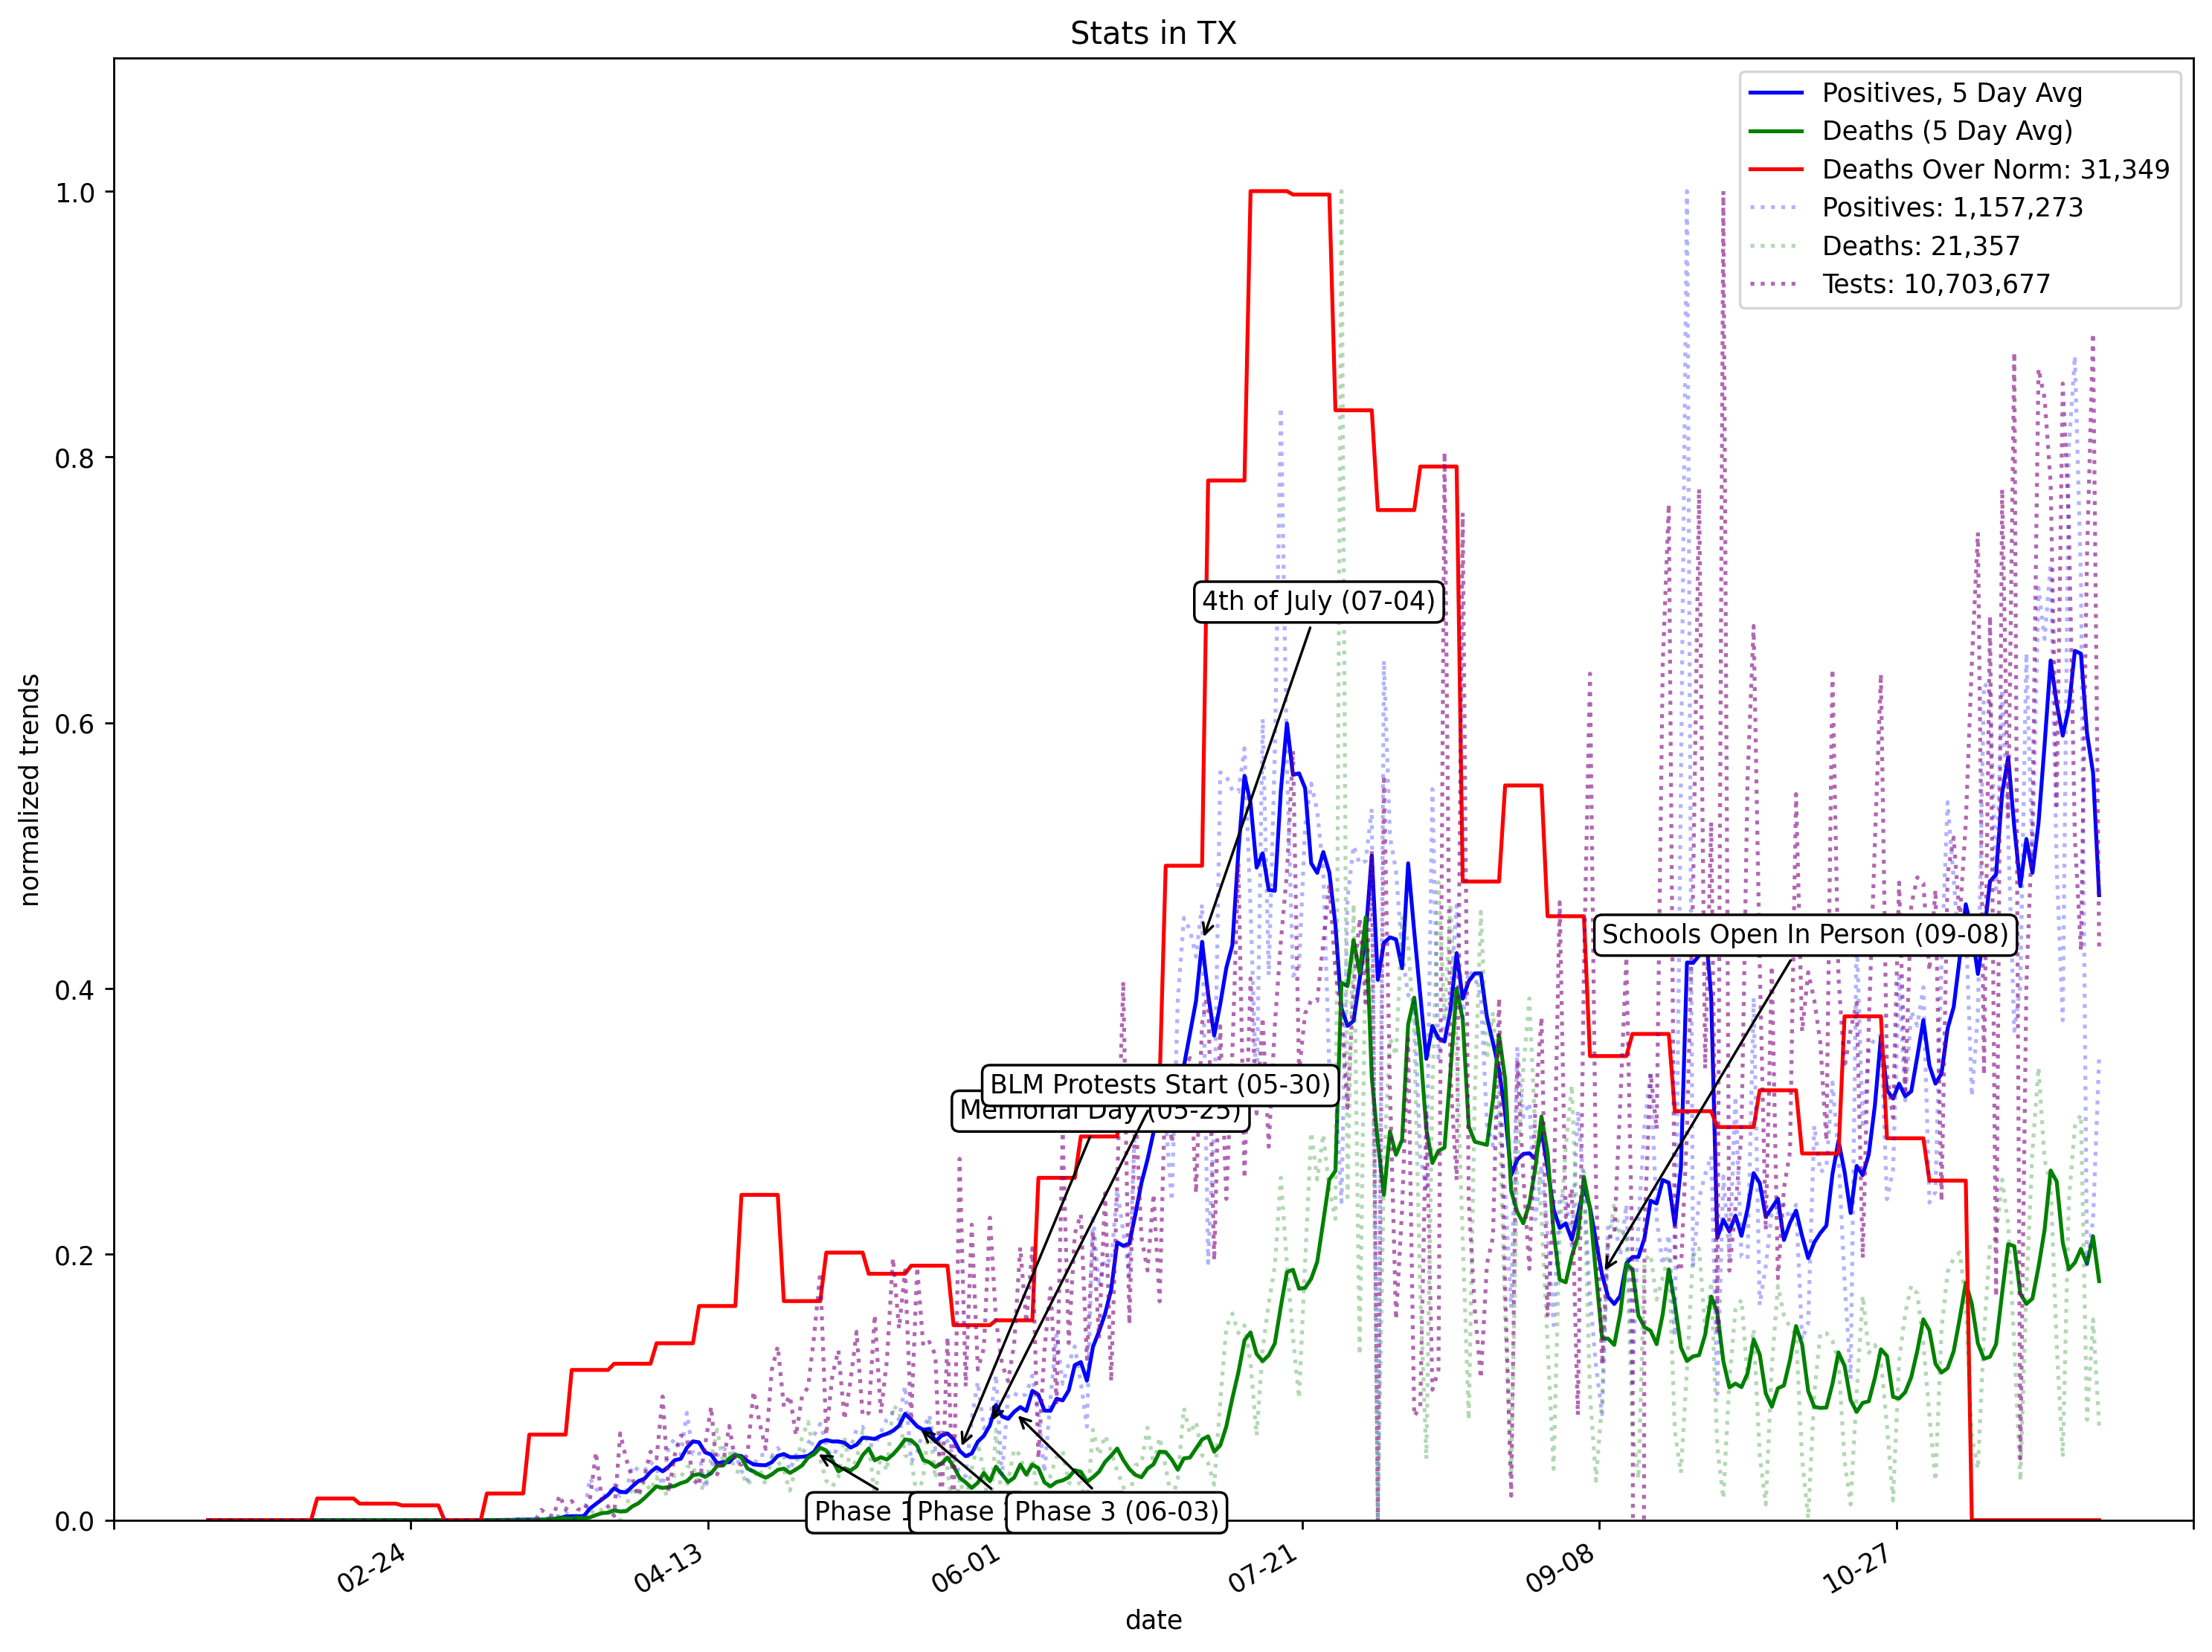 Stats in TX
Positives, 5 Day Avg
Deaths (5 Day Avg)
Deaths Over Norm: 31,349
Positives: 1,157,273
Deaths: 21,357
Tests: 10,703,677
normalized trends
1.0
0.8
0.6
0.4
0.2
0.0
4th of July (07-04)
Schools Open In Person (09-08)
BLM Protests Start (05-30)
Memorial Day (05-25)
Phase 1
Phase
Phase 3 (06-03)
02-24
04-13
06-01
07-21
09-08
10-27
date